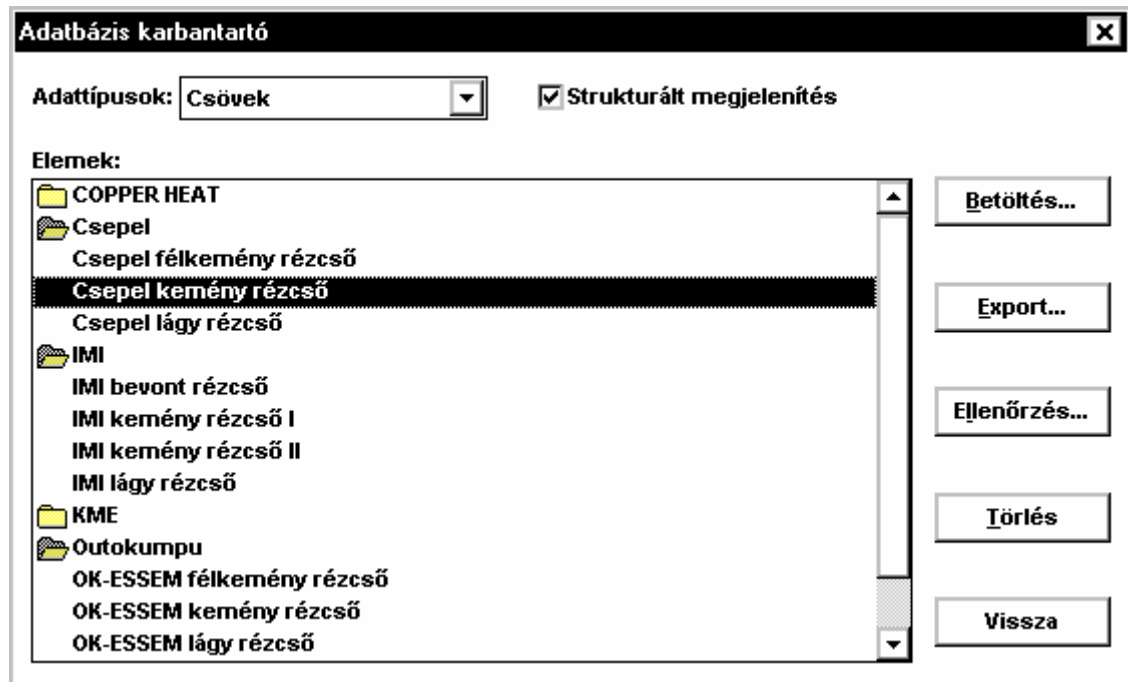 Adatbázis karbantartó
Adattípusok: Csövek Strukturált megjelenítés
Elemek:
COPPER HEAT
Csepel
Csepel félkemény rézcső
Csepel kemény rézcső
Csepel lágy rézcső
IMI
IMI bevont rézcső
IMI kemény rézcső I
IMI kemény rézcső II
IMI lágy rézcső
KME
Outokumpu
OK-ESSEM félkemény rézcső
OK-ESSEM kemény rézcső
OK-ESSEM lágy rézcső
Betöltés...
Export...
Ellenőrzés...
Törlés
Vissza